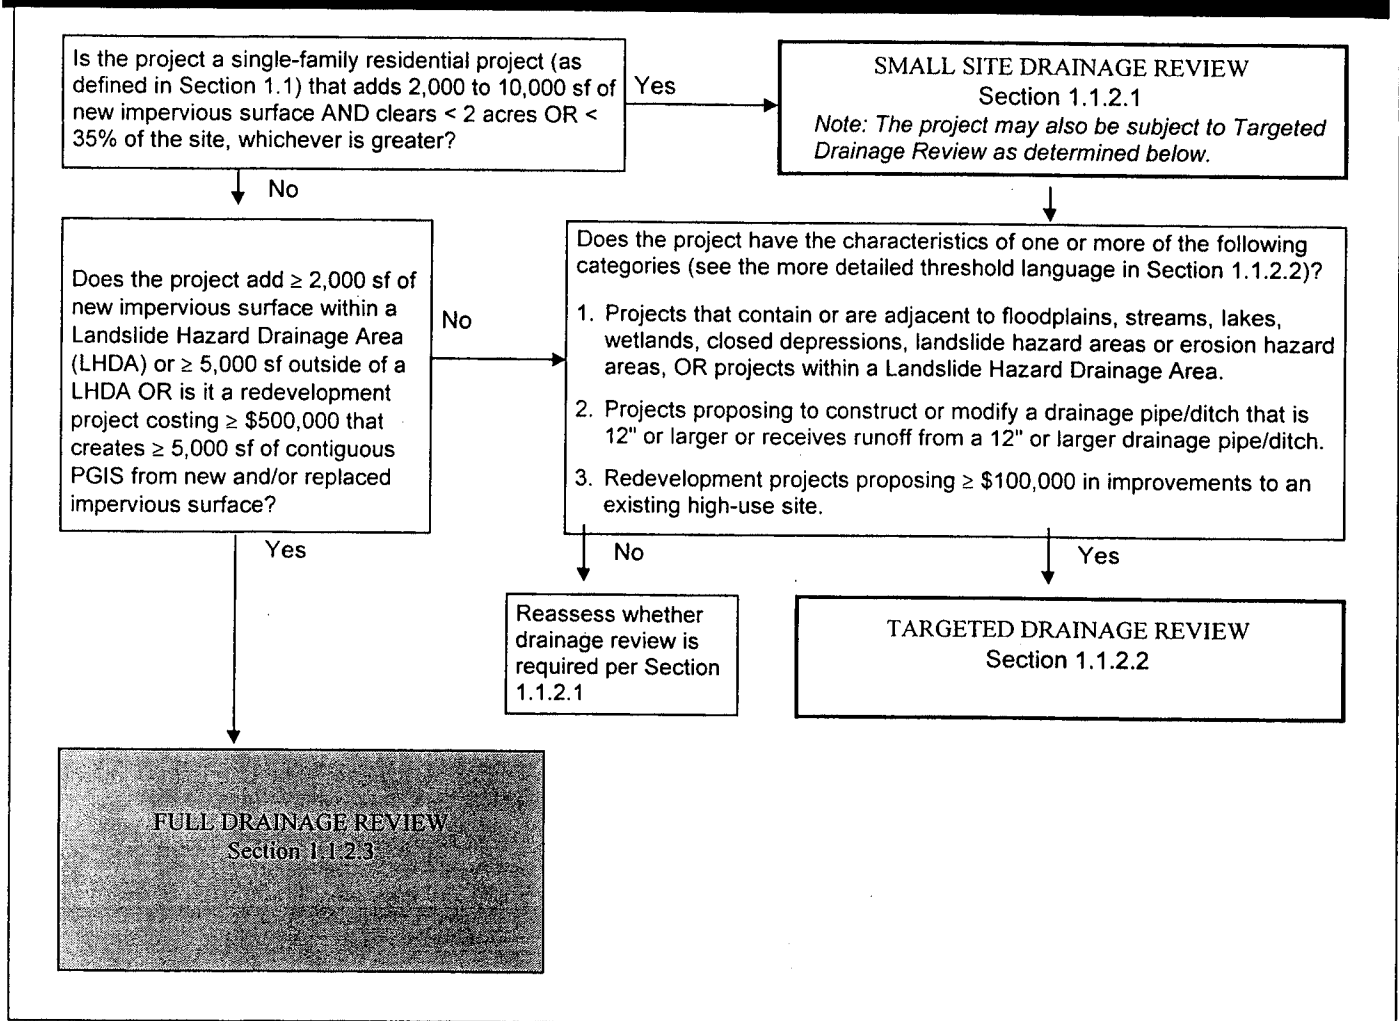 Is the project a single-family residential project (as
defined in Section 1.1) that adds 2,000 to 10,000 sf of
new impervious surface AND clears < 2 acres OR <
35% of the site, whichever is greater?
Yes
SMALL SITE DRAINAGE REVIEW
Section 1.1.2.1
Note: The project may also be subject to Targeted
Drainage Review as determined below.
No
Does the project add ≥ 2,000 sf of
new impervious surface within a
Landslide Hazard Drainage Area
(LHDA) or ≥ 5,000 sf outside of a
LHDA OR is it a redevelopment
project costing ≥ $500,000 that
creates ≥ 5,000 sf of contiguous
PGIS from new and/or replaced
impervious surface?
No
Does the project have the characteristics of one or more of the following
categories (see the more detailed threshold language in Section 1.1.2.2)?
1. Projects that contain or are adjacent to floodplains, streams, lakes,
wetlands, closed depressions, landslide hazard areas or erosion hazard
areas, OR projects within a Landslide Hazard Drainage Area.
2. Projects proposing to construct or modify a drainage pipe/ditch that is
12" or larger or receives runoff from a 12" or larger drainage pipe/ditch.
3. Redevelopment projects proposing ≥ $100,000 in improvements to an
existing high-use site.
Yes
No
Yes
Reassess whether
drainage review is
required per Section
1.1.2.1
TARGETED DRAINAGE REVIEW
Section 1.1.2.2
FULL DRAINAGE REVIEW
Section 1.1.2.3